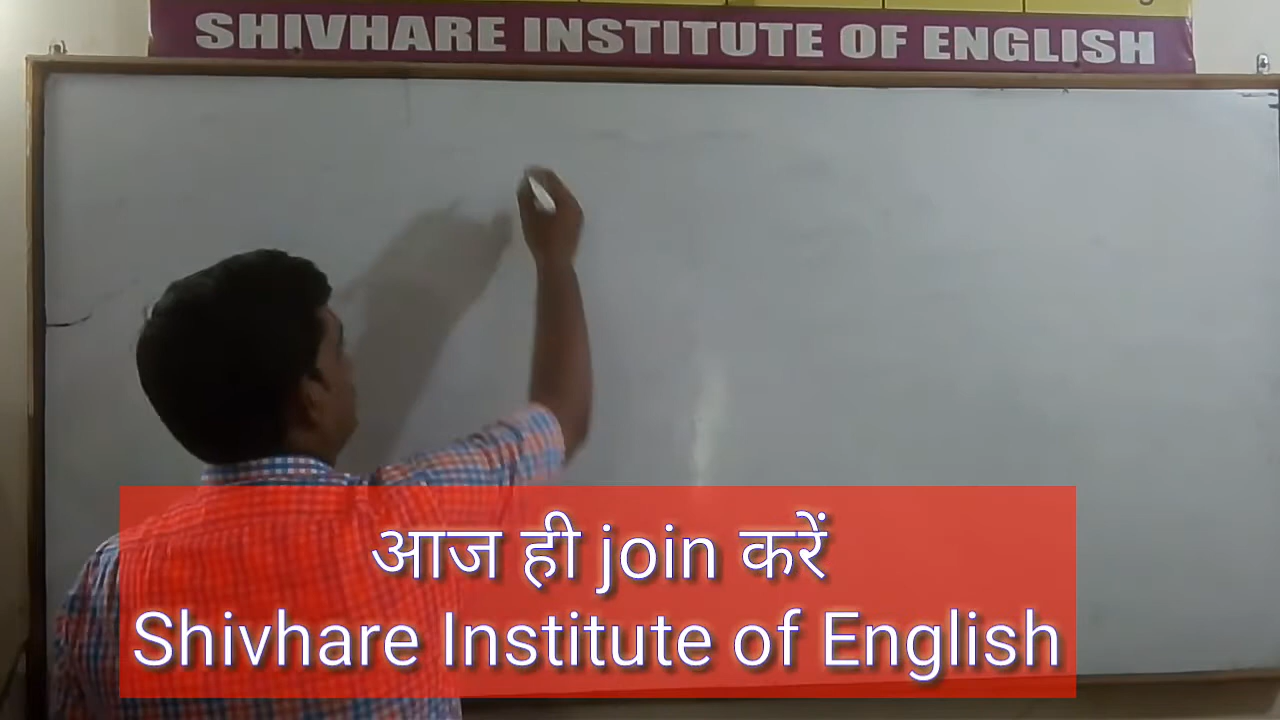 SHIVHARE INSTITUTE OF ENGLISH
आज ही join करें
Shivhare Institute of English